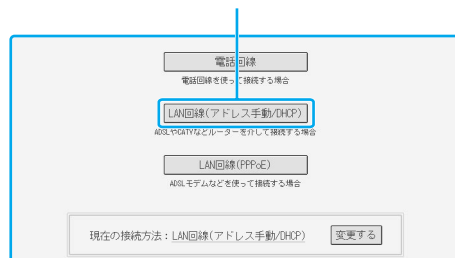 電話回線
電話回線を使って接続する場合
LAN回線(アドレス手動/DHCP)
ADSLやCATVなどルーターを介して接続する場合
LAN回線(PPPoE)
ADSLモデムなどを使って接続する場合
現在の接続方法：LAN回線(アドレス手動/DHCP) 変更する